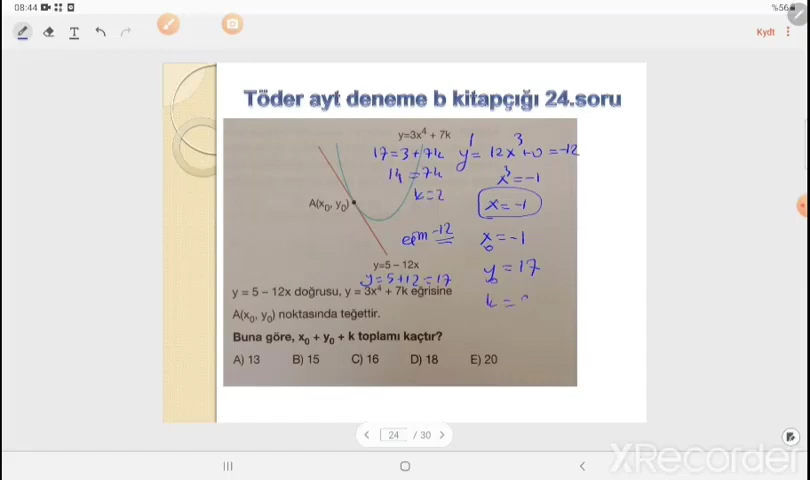 08:44
%56
T
Kydt
Töder ayt deneme b kitapçığı 24.soru
y=3x⁴ + 7k
17=3+7k
14=7k
k=2
y' = 12x³+0=-12
x³=-1
x=-1
A(x₀, y₀)
eğim -12
x₀=-1
y=5 – 12x
y=5+12=17
y₀=17
k=
y = 5 – 12x doğrusu, y = 3x⁴ + 7k eğrisine
A(x₀, y₀) noktasında teğettir.
Buna göre, x₀ + y₀ + k toplamı kaçtır?
A) 13 B) 15 C) 16 D) 18 E) 20
24 / 30
XRecorder